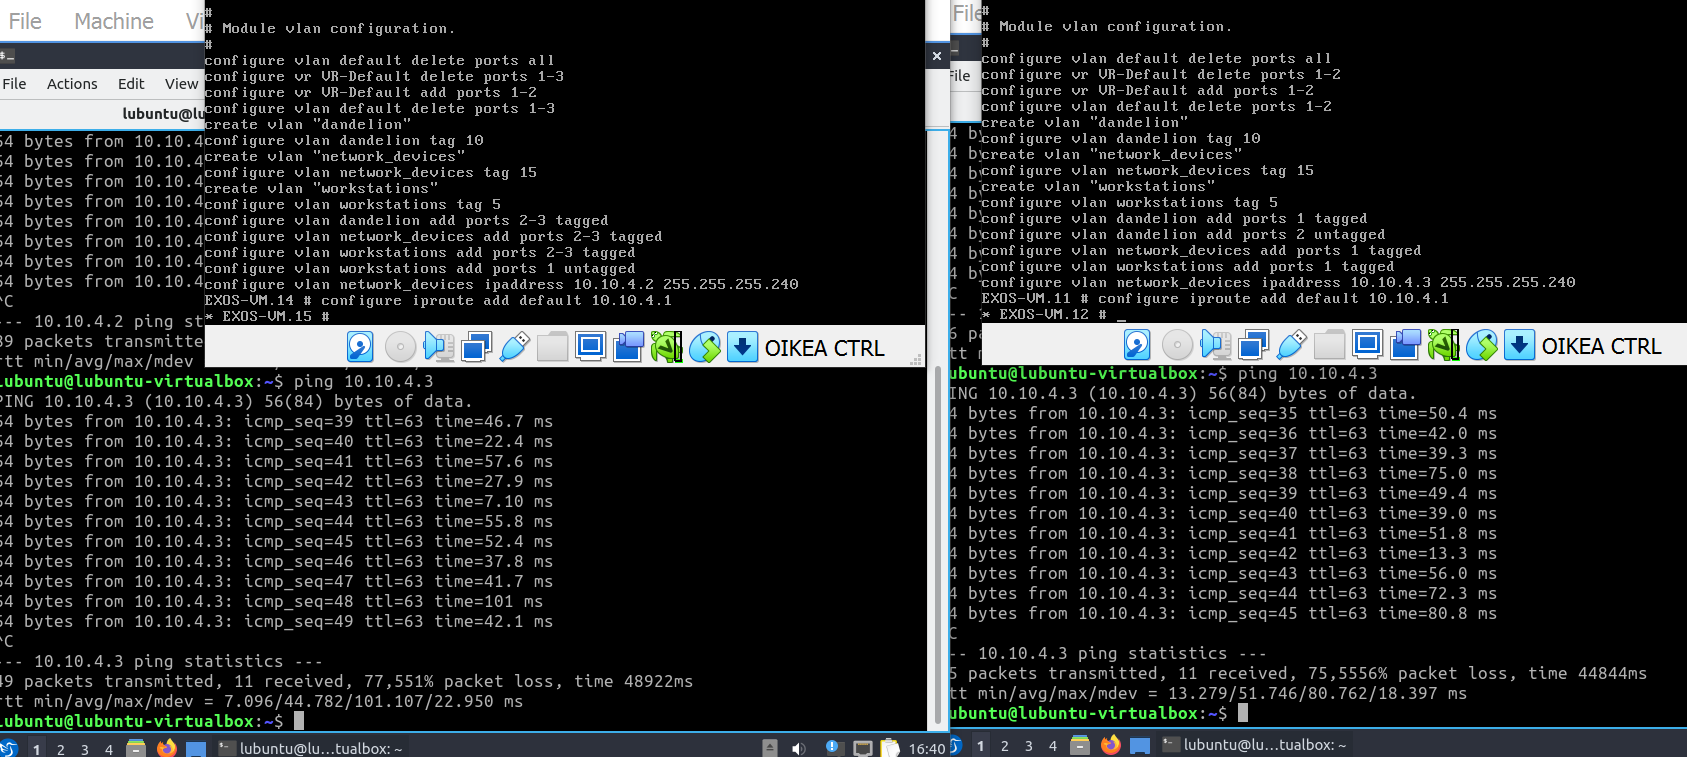 File Machine Vi
File Actions Edit View
lubuntu@lu
#
# Module vlan configuration.
#
configure vlan default delete ports all
configure vr VR-Default delete ports 1-3
configure vr VR-Default add ports 1-2
configure vlan default delete ports 1-3
create vlan "dandelion"
configure vlan dandelion tag 10
create vlan "network_devices"
configure vlan network_devices tag 15
create vlan "workstations"
configure vlan workstations tag 5
configure vlan dandelion add ports 2-3 tagged
configure vlan network_devices add ports 2-3 tagged
configure vlan workstations add ports 2-3 tagged
configure vlan workstations add ports 1 untagged
configure vlan network_devices ipaddress 10.10.4.2 255.255.255.240
EXOS-VM.14 # configure iproute add default 10.10.4.1
* EXOS-VM.15 #
OIKEA CTRL
54 bytes from 10.10.4
54 bytes from 10.10.4
54 bytes from 10.10.4
54 bytes from 10.10.4
54 bytes from 10.10.4
54 bytes from 10.10.4
54 bytes from 10.10.4
54 bytes from 10.10.4
^C
--- 10.10.4.2 ping st
39 packets transmitte
rtt min/avg/max/mdev
lubuntu@lubuntu-virtualbox:~$ ping 10.10.4.3
PING 10.10.4.3 (10.10.4.3) 56(84) bytes of data.
54 bytes from 10.10.4.3: icmp_seq=39 ttl=63 time=46.7 ms
54 bytes from 10.10.4.3: icmp_seq=40 ttl=63 time=22.4 ms
54 bytes from 10.10.4.3: icmp_seq=41 ttl=63 time=57.6 ms
54 bytes from 10.10.4.3: icmp_seq=42 ttl=63 time=27.9 ms
54 bytes from 10.10.4.3: icmp_seq=43 ttl=63 time=7.10 ms
54 bytes from 10.10.4.3: icmp_seq=44 ttl=63 time=55.8 ms
54 bytes from 10.10.4.3: icmp_seq=45 ttl=63 time=52.4 ms
54 bytes from 10.10.4.3: icmp_seq=46 ttl=63 time=37.8 ms
54 bytes from 10.10.4.3: icmp_seq=47 ttl=63 time=41.7 ms
54 bytes from 10.10.4.3: icmp_seq=48 ttl=63 time=101 ms
54 bytes from 10.10.4.3: icmp_seq=49 ttl=63 time=42.1 ms
^C
--- 10.10.4.3 ping statistics ---
49 packets transmitted, 11 received, 77,551% packet loss, time 48922ms
rtt min/avg/max/mdev = 7.096/44.782/101.107/22.950 ms
lubuntu@lubuntu-virtualbox:~$
1 2 3 4 lubuntu@lu...tualbox: ~ 16:40
File
File
#
# Module vlan configuration.
#
configure vlan default delete ports all
configure vr VR-Default delete ports 1-2
configure vr VR-Default add ports 1-2
configure vlan default delete ports 1-2
create vlan "dandelion"
configure vlan dandelion tag 10
create vlan "network_devices"
configure vlan network_devices tag 15
create vlan "workstations"
configure vlan workstations tag 5
configure vlan dandelion add ports 1 tagged
configure vlan dandelion add ports 2 untagged
configure vlan network_devices add ports 1 tagged
configure vlan workstations add ports 1 tagged
configure vlan network_devices ipaddress 10.10.4.3 255.255.255.240
EXOS-VM.11 # configure iproute add default 10.10.4.1
* EXOS-VM.12 # _
OIKEA CTRL
ubuntu@lubuntu-virtualbox:~$ ping 10.10.4.3
ING 10.10.4.3 (10.10.4.3) 56(84) bytes of data.
4 bytes from 10.10.4.3: icmp_seq=35 ttl=63 time=50.4 ms
4 bytes from 10.10.4.3: icmp_seq=36 ttl=63 time=42.0 ms
4 bytes from 10.10.4.3: icmp_seq=37 ttl=63 time=39.3 ms
4 bytes from 10.10.4.3: icmp_seq=38 ttl=63 time=75.0 ms
4 bytes from 10.10.4.3: icmp_seq=39 ttl=63 time=49.4 ms
4 bytes from 10.10.4.3: icmp_seq=40 ttl=63 time=39.0 ms
4 bytes from 10.10.4.3: icmp_seq=41 ttl=63 time=51.8 ms
4 bytes from 10.10.4.3: icmp_seq=42 ttl=63 time=13.3 ms
4 bytes from 10.10.4.3: icmp_seq=43 ttl=63 time=56.0 ms
4 bytes from 10.10.4.3: icmp_seq=44 ttl=63 time=72.3 ms
4 bytes from 10.10.4.3: icmp_seq=45 ttl=63 time=80.8 ms
C
-- 10.10.4.3 ping statistics ---
5 packets transmitted, 11 received, 75,5556% packet loss, time 44844ms
tt min/avg/max/mdev = 13.279/51.746/80.762/18.397 ms
ubuntu@lubuntu-virtualbox:~$
1 2 3 4 lubuntu@lu...tualbox: ~